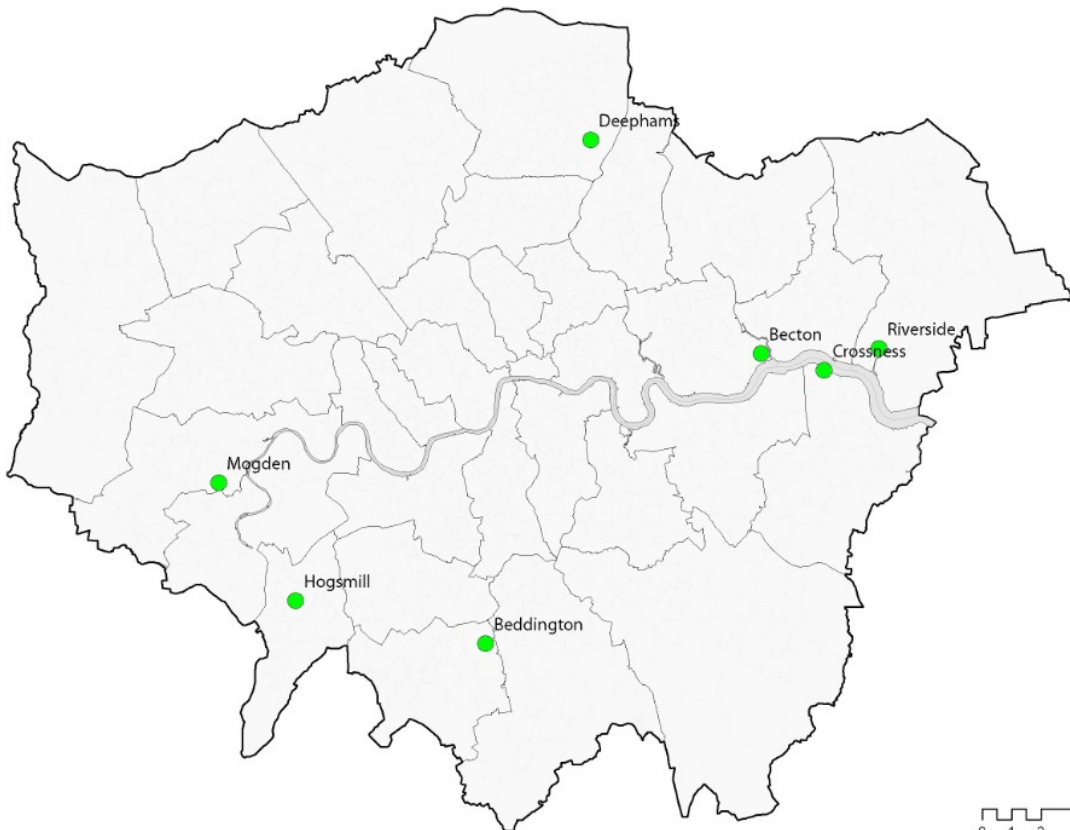 Deephams
Becton
Riverside
Crossness
Mogden
Hogsmill
Beddington
0 1 2